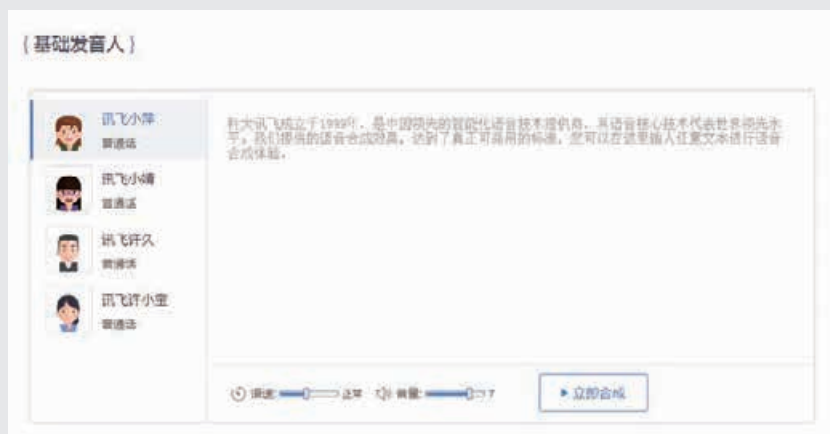 { 基础发音人 }
讯飞小萍
普通话
讯飞小婧
普通话
讯飞许久
普通话
讯飞许小宝
普通话
科大讯飞成立于1999年，是中国领先的智能化语音技术提供商，其语音核心技术代表世界领先水
平。我们提供的语音合成效果，达到了真正可商用的标准。您可以在这里输入任意文本进行语音
合成体验。
语速: 正常 音量: 7
立即合成